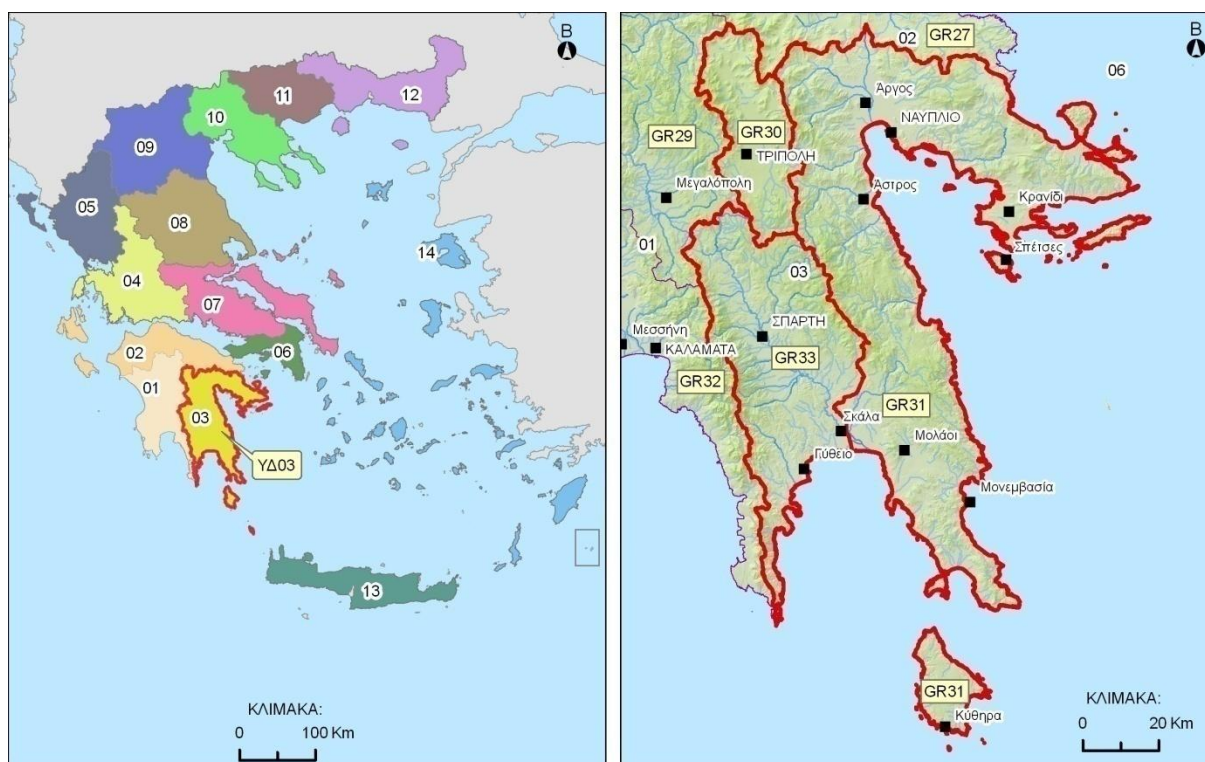 B
12
11
10
09
05
08
14
04
07
06
02
01
03
ΥΔ03
13
ΚΛΙΜΑΚΑ:
0 100 Km
02
GR27
B
06
Άργος
ΝΑΥΠΛΙΟ
GR29
GR30
ΤΡΙΠΟΛΗ
Μεγαλόπολη
Άστρος
Κρανίδι
Σπέτσες
01
03
Μεσσήνη
ΣΠΑΡΤΗ
ΚΑΛΑΜΑΤΑ
GR33
GR32
GR31
Σκάλα
Μολάοι
Γύθειο
Μονεμβασία
GR31
Κύθηρα
ΚΛΙΜΑΚΑ:
0 20 Km